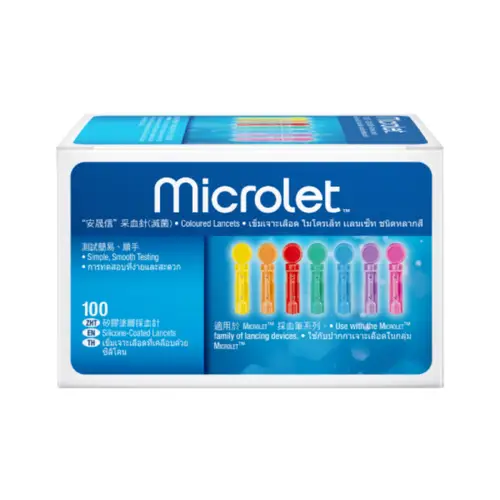 Microlet
Microlet™
“安晟信” 采血針(滅菌) • Coloured Lancets • เข็มเจาะเลือด ไมโครเล็ท แลนเซ็ท ชนิดหลากสี
測試簡易、順手
• Simple, Smooth Testing
• การทดสอบที่ง่ายและสะดวก
100
ZHT 矽膠塗層採血針
EN Silicone-Coated Lancets
TH เข็มเจาะเลือดที่เคลือบด้วย
ซิลิโคน
適用於 MICROLET™ 採血筆系列。 • Use with the MICROLET™
family of lancing devices. • ใช้กับปากกาเจาะเลือดในกลุ่ม
MICROLET™